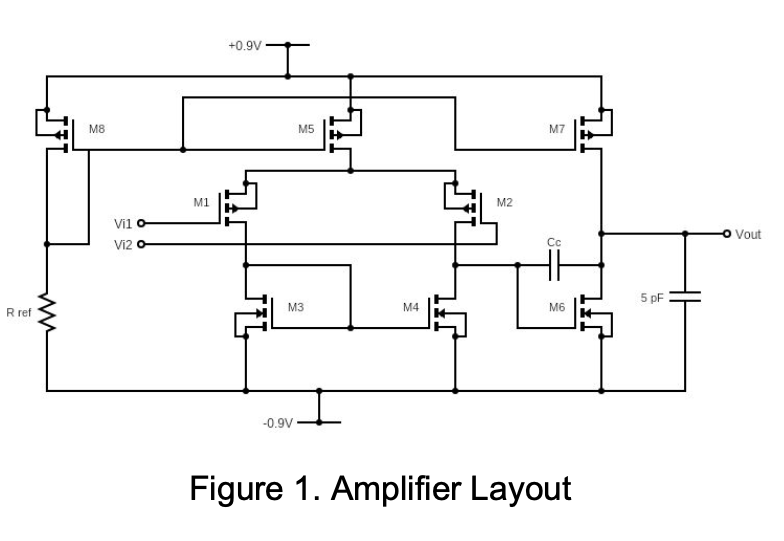 +0.9V
M8
M5
M7
M1
M2
Vi1
Vi2
Cc
Vout
R ref
M3
M4
M6
5 pF
-0.9V
Figure 1. Amplifier Layout